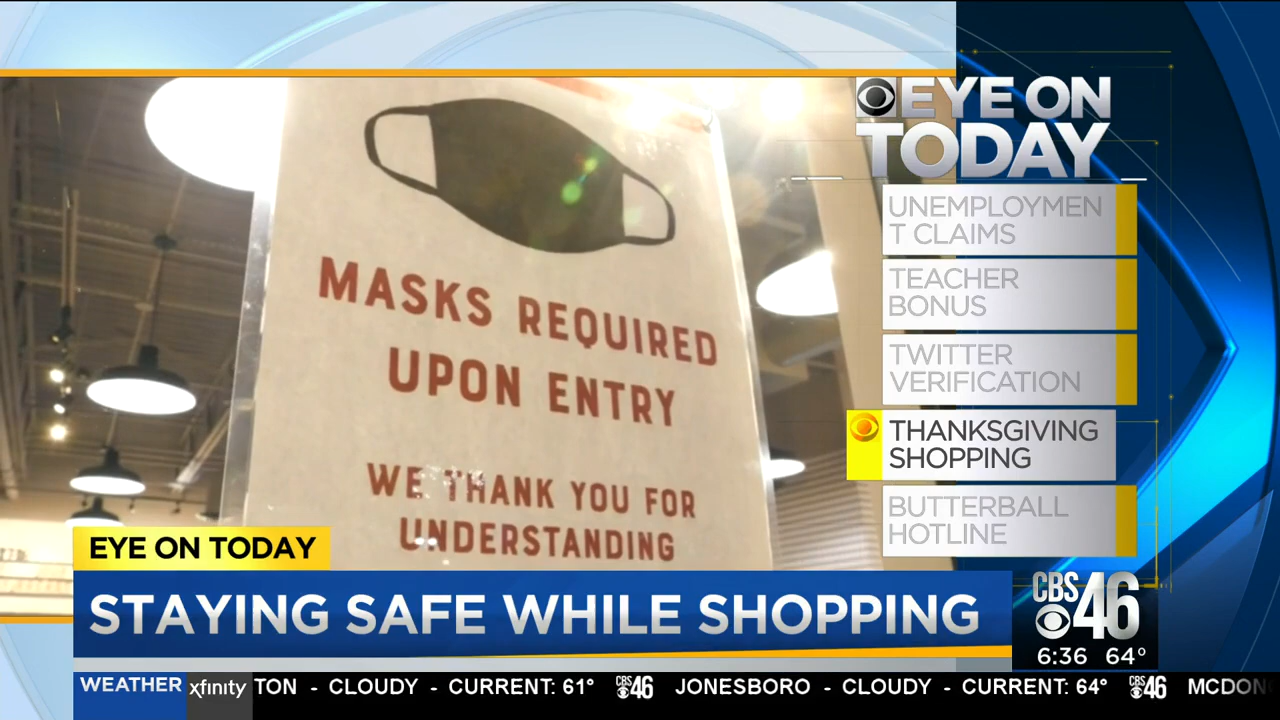 MASKS REQUIRED
UPON ENTRY
WE THANK YOU FOR
UNDERSTANDING
EYE ON
TODAY
UNEMPLOYMEN
T CLAIMS
TEACHER
BONUS
TWITTER
VERIFICATION
THANKSGIVING
SHOPPING
BUTTERBALL
HOTLINE
EYE ON TODAY
STAYING SAFE WHILE SHOPPING
CBS 46
6:36 64°
WEATHER xfinity TON - CLOUDY - CURRENT: 61° CBS 46 JONESBORO - CLOUDY - CURRENT: 64° CBS 46 MCDON